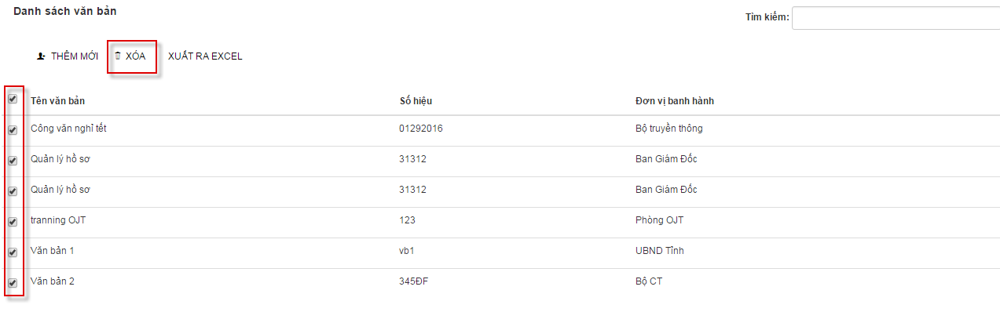 Danh sách văn bản
Tìm kiếm:
THÊM MỚI XÓA XUẤT RA EXCEL
Tên văn bản Số hiệu Đơn vị banh hành
Công văn nghỉ tết 01292016 Bộ truyền thông
Quản lý hồ sơ 31312 Ban Giám Đốc
Quản lý hồ sơ 31312 Ban Giám Đốc
tranning OJT 123 Phòng OJT
Văn bản 1 vb1 UBND Tỉnh
Văn bản 2 345ĐF Bộ CT